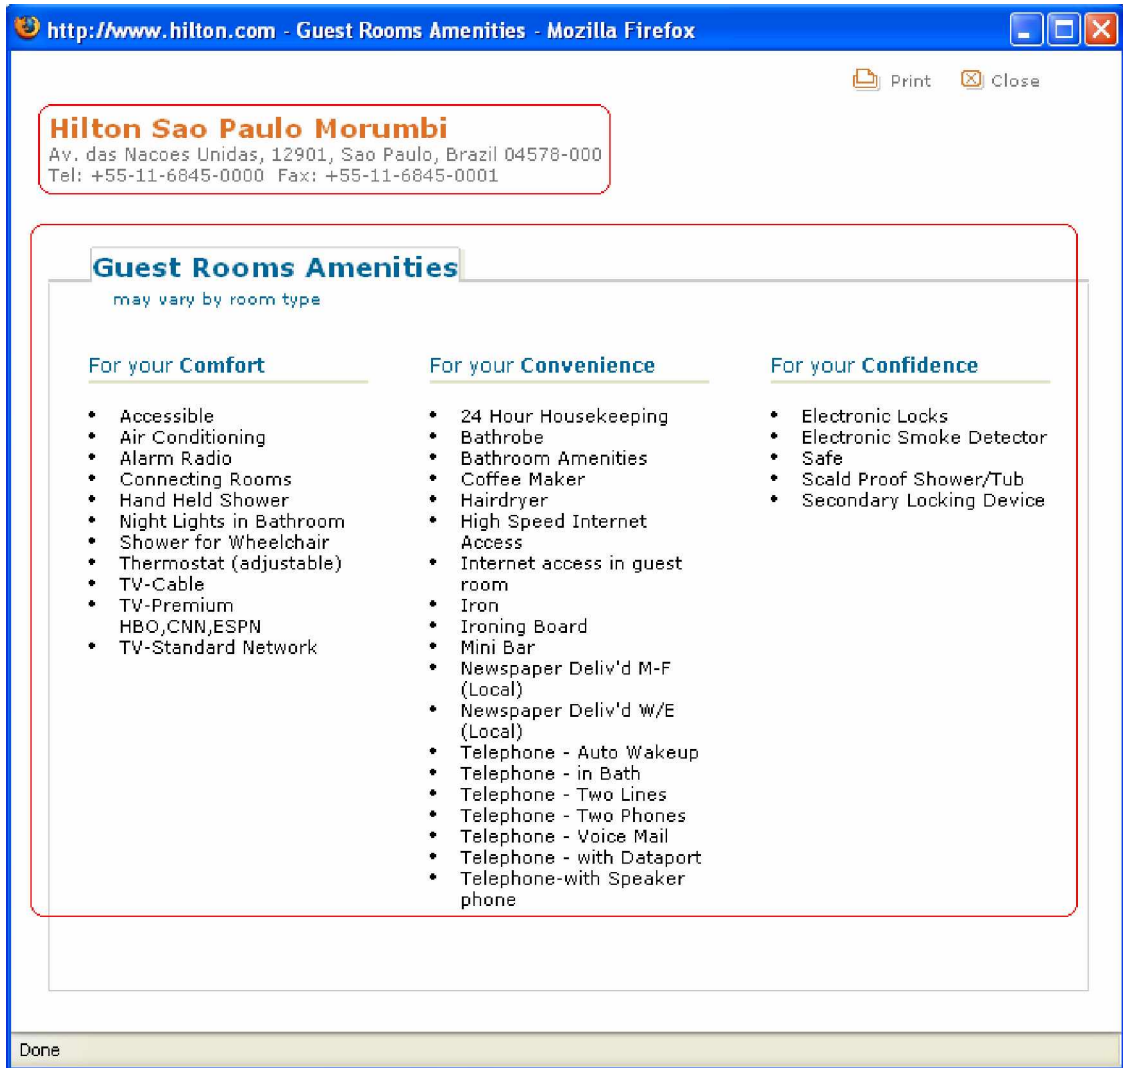 http://www.hilton.com - Guest Rooms Amenities - Mozilla Firefox
Print Close
Hilton Sao Paulo Morumbi
Av. das Nacoes Unidas, 12901, Sao Paulo, Brazil 04578-000
Tel: +55-11-6845-0000 Fax: +55-11-6845-0001
Guest Rooms Amenities
may vary by room type
For your Comfort
• Accessible
• Air Conditioning
• Alarm Radio
• Connecting Rooms
• Hand Held Shower
• Night Lights in Bathroom
• Shower for Wheelchair
• Thermostat (adjustable)
• TV-Cable
• TV-Premium
HBO,CNN,ESPN
• TV-Standard Network
For your Convenience
• 24 Hour Housekeeping
• Bathrobe
• Bathroom Amenities
• Coffee Maker
• Hairdryer
• High Speed Internet
Access
• Internet access in guest
room
• Iron
• Ironing Board
• Mini Bar
• Newspaper Deliv'd M-F
(Local)
• Newspaper Deliv'd W/E
(Local)
• Telephone - Auto Wakeup
• Telephone - in Bath
• Telephone - Two Lines
• Telephone - Two Phones
• Telephone - Voice Mail
• Telephone - with Dataport
• Telephone-with Speaker
phone
For your Confidence
• Electronic Locks
• Electronic Smoke Detector
• Safe
• Scald Proof Shower/Tub
• Secondary Locking Device
Done